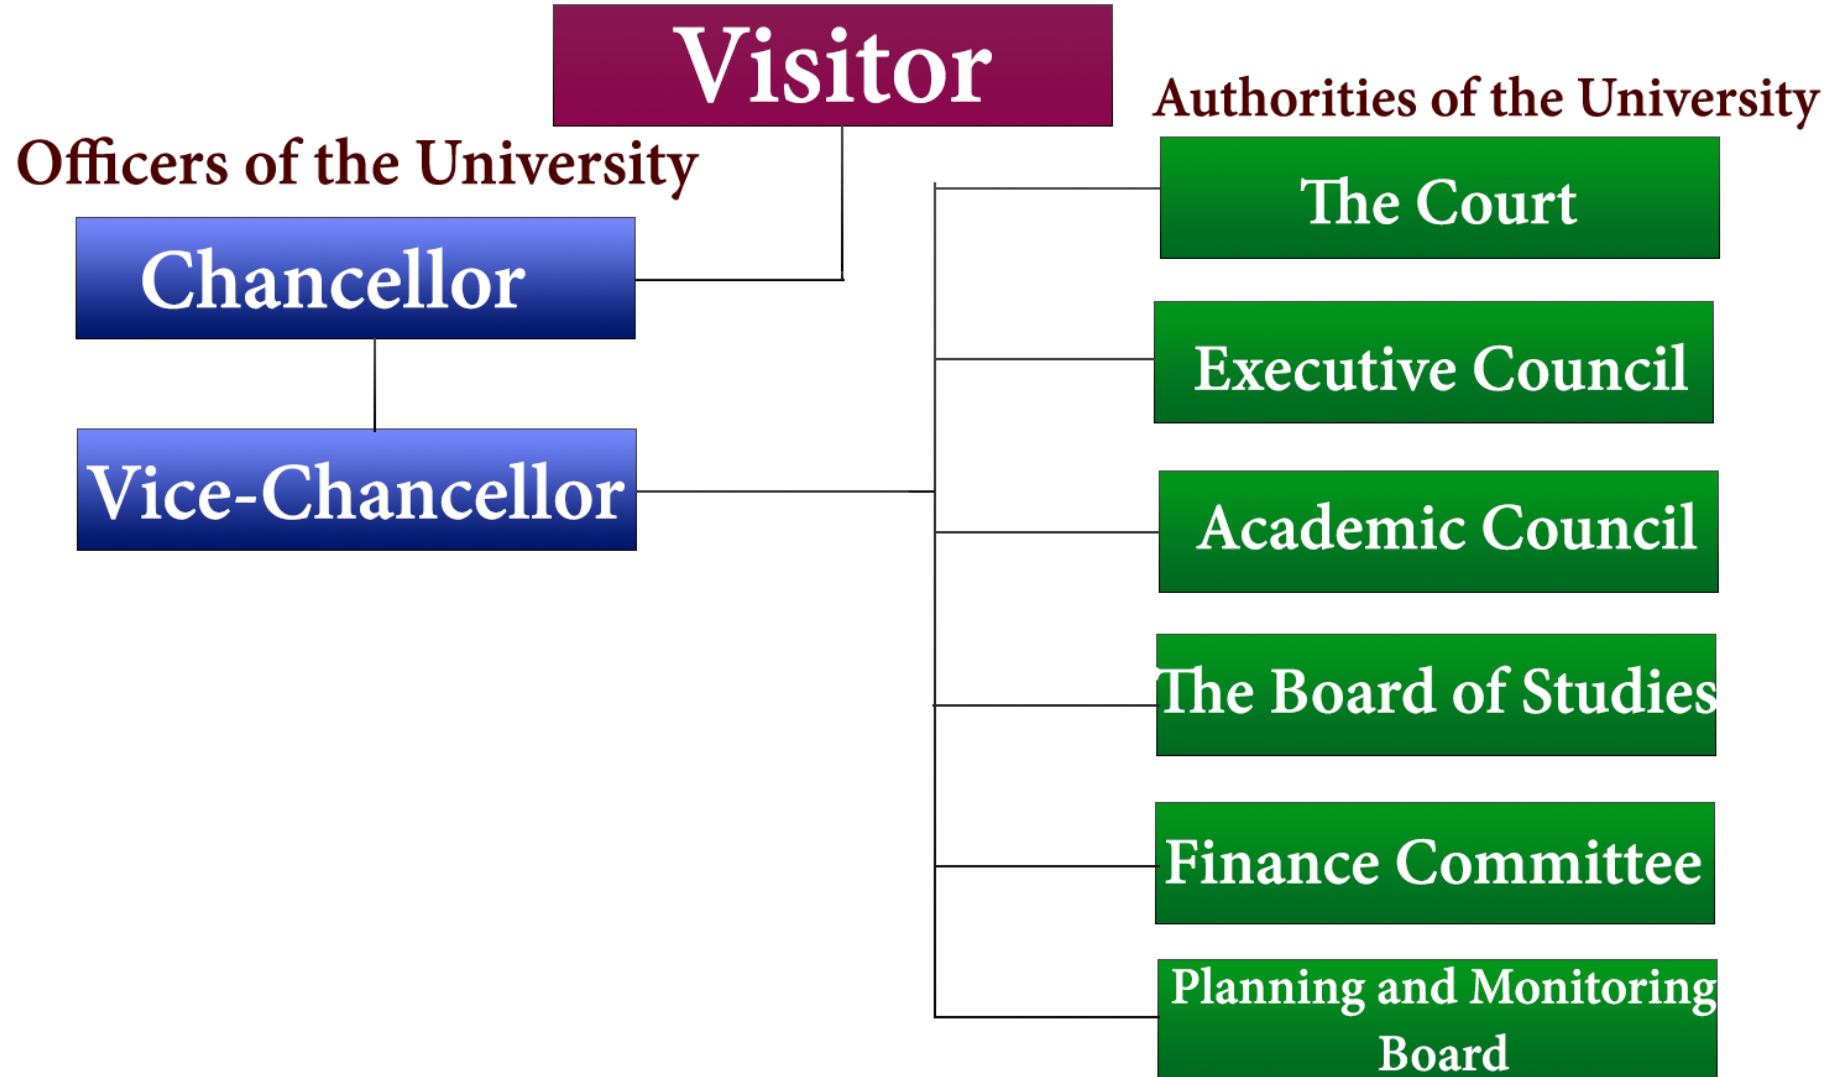 Visitor
Officers of the University
Chancellor
Vice-Chancellor
Authorities of the University
The Court
Executive Council
Academic Council
The Board of Studies
Finance Committee
Planning and Monitoring
Board